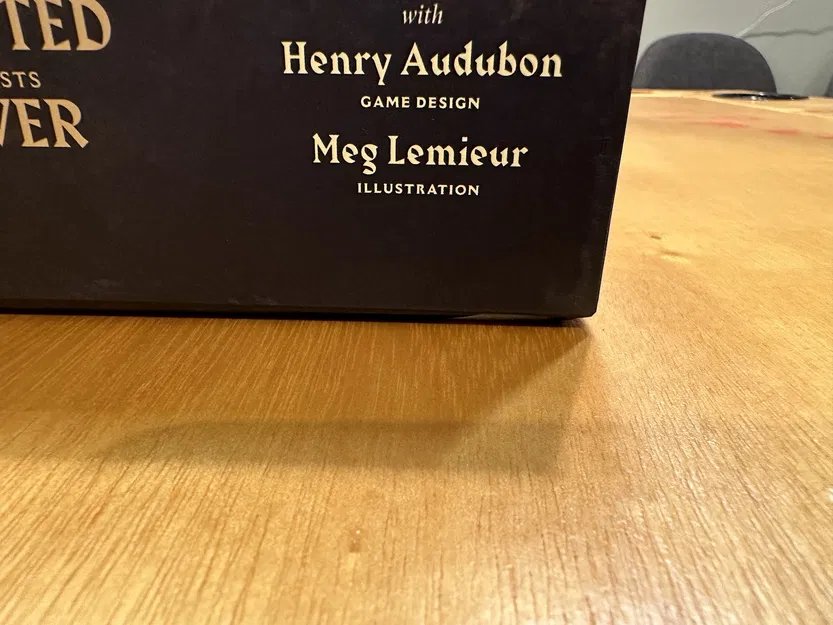 TED
STS
VER
with
Henry Audubon
GAME DESIGN
Meg Lemieur
ILLUSTRATION